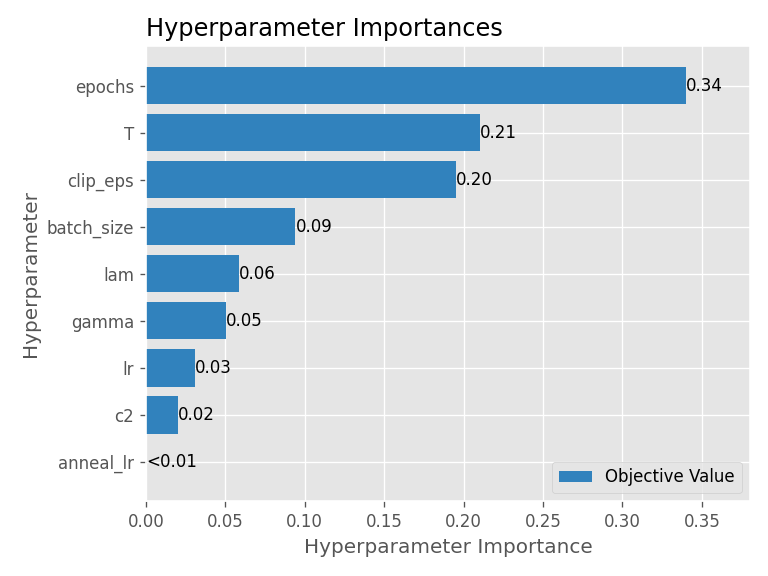 Hyperparameter Importances
Hyperparameter
epochs
0.34
T
0.21
clip_eps
0.20
batch_size
0.09
lam
0.06
gamma
0.05
lr
0.03
c2
0.02
anneal_lr
<0.01
Objective Value
0.00 0.05 0.10 0.15 0.20 0.25 0.30 0.35
Hyperparameter Importance